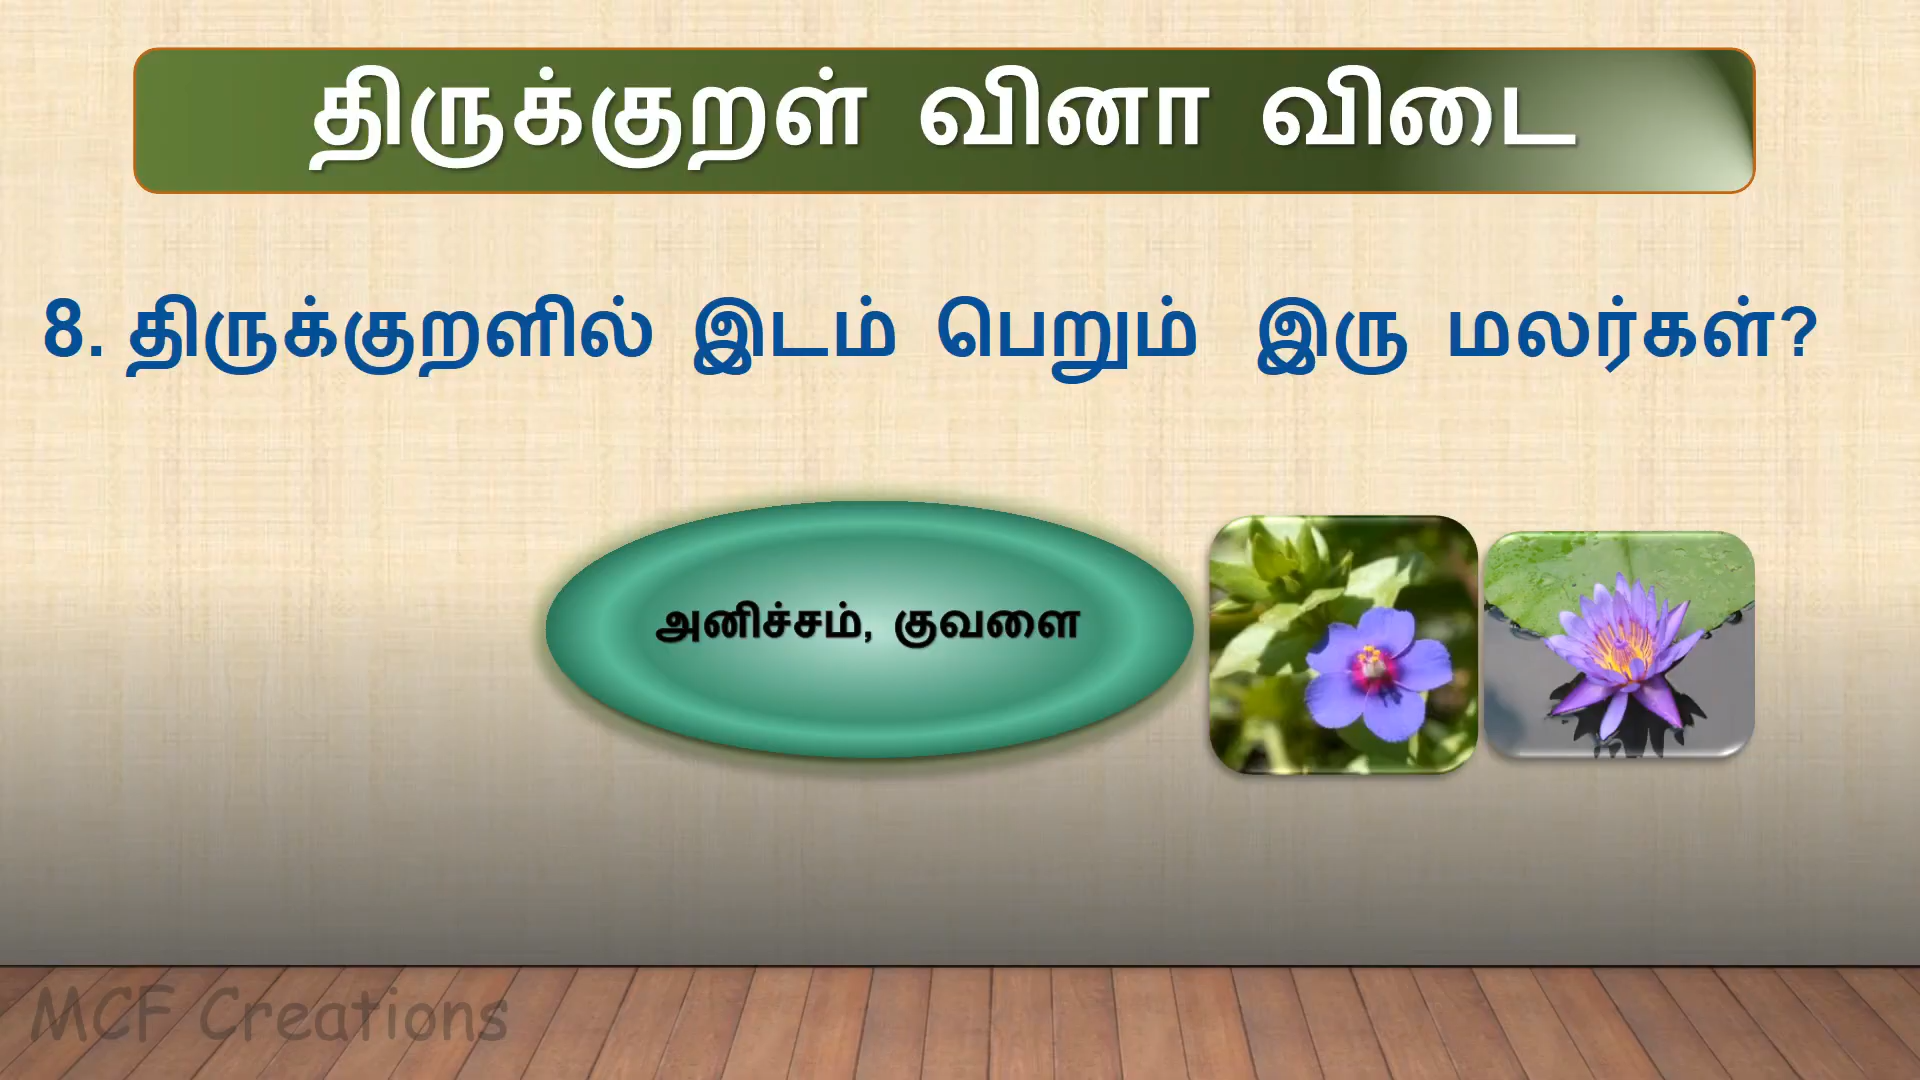 திருக்குறள் வினா விடை
8. திருக்குறளில் இடம் பெறும் இரு மலர்கள்?
அனிச்சம், குவளை
MCF Creations